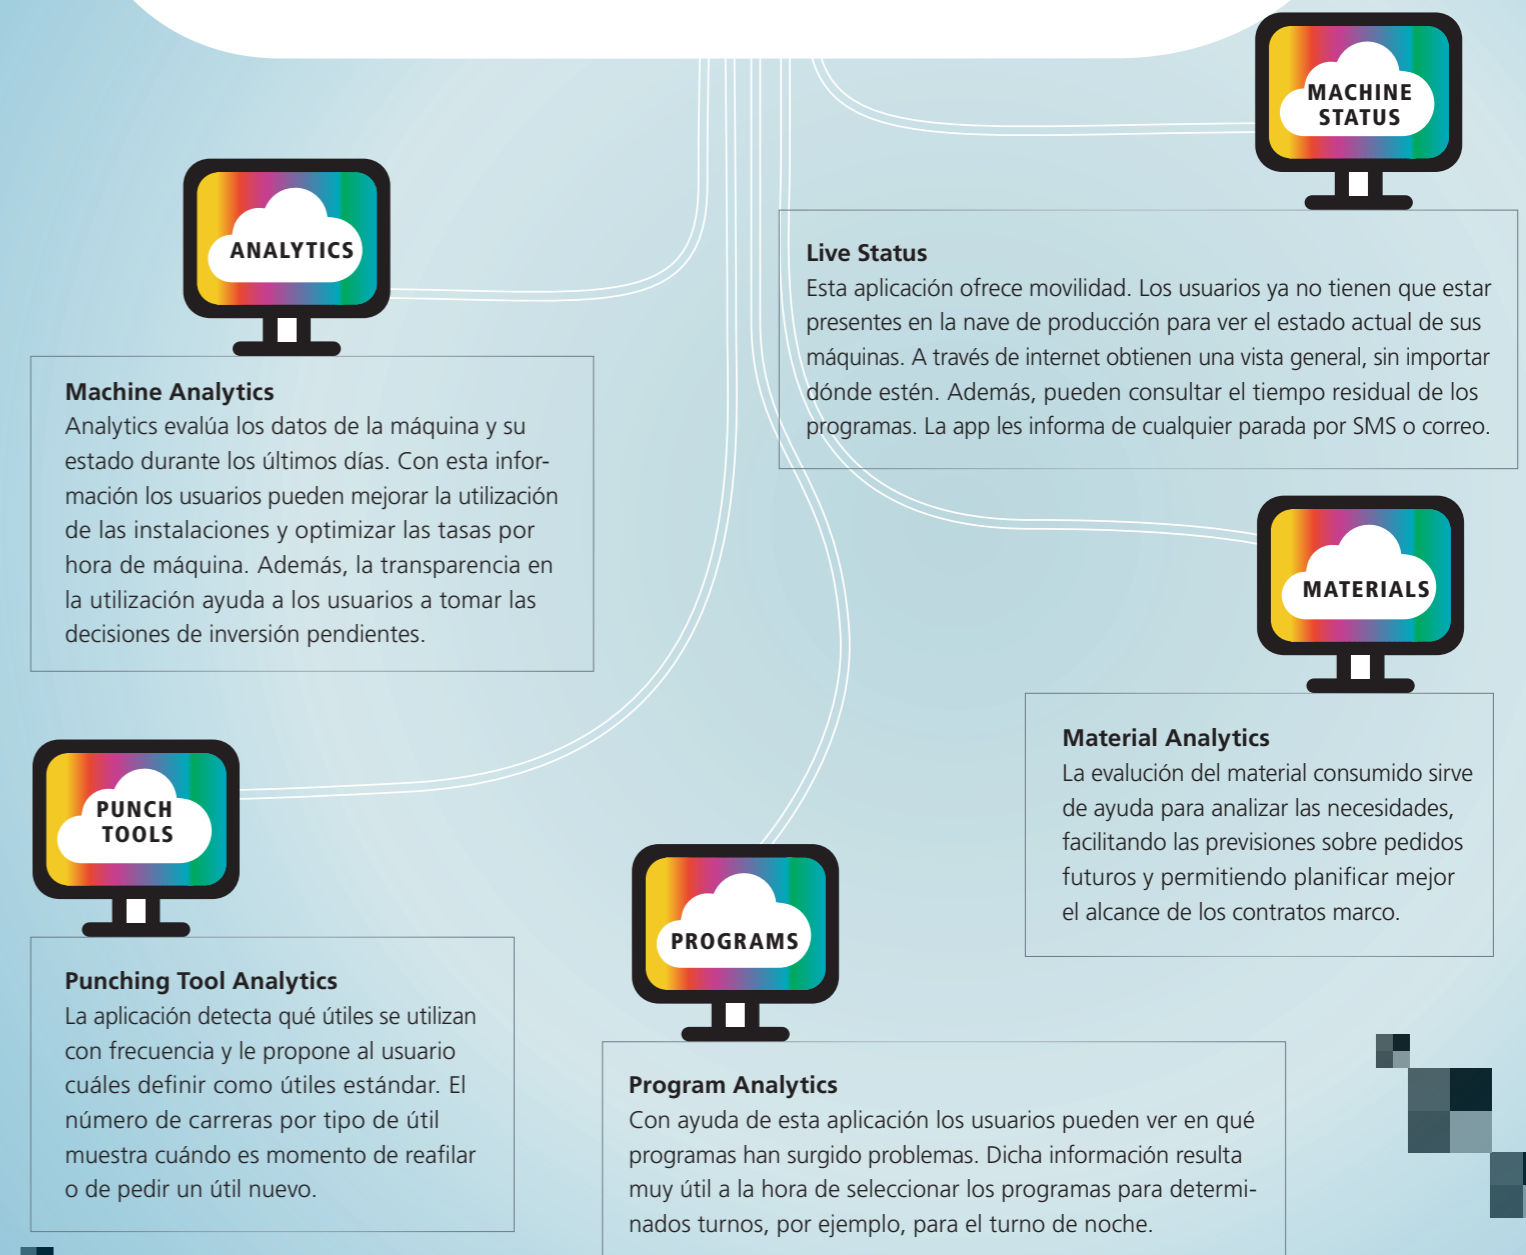 MACHINE
STATUS
Live Status
Esta aplicación ofrece movilidad. Los usuarios ya no tienen que estar
presentes en la nave de producción para ver el estado actual de sus
máquinas. A través de internet obtienen una vista general, sin importar
dónde estén. Además, pueden consultar el tiempo residual de los
programas. La app les informa de cualquier parada por SMS o correo.
ANALYTICS
Machine Analytics
Analytics evalúa los datos de la máquina y su
estado durante los últimos días. Con esta infor-
mación los usuarios pueden mejorar la utilización
de las instalaciones y optimizar las tasas por
hora de máquina. Además, la transparencia en
la utilización ayuda a los usuarios a tomar las
decisiones de inversión pendientes.
MATERIALS
Material Analytics
La evalución del material consumido sirve
de ayuda para analizar las necesidades,
facilitando las previsiones sobre pedidos
futuros y permitiendo planificar mejor
el alcance de los contratos marco.
PUNCH
TOOLS
Punching Tool Analytics
La aplicación detecta qué útiles se utilizan
con frecuencia y le propone al usuario
cuáles definir como útiles estándar. El
número de carreras por tipo de útil
muestra cuándo es momento de reafilar
o de pedir un útil nuevo.
PROGRAMS
Program Analytics
Con ayuda de esta aplicación los usuarios pueden ver en qué
programas han surgido problemas. Dicha información resulta
muy útil a la hora de seleccionar los programas para determi-
nados turnos, por ejemplo, para el turno de noche.